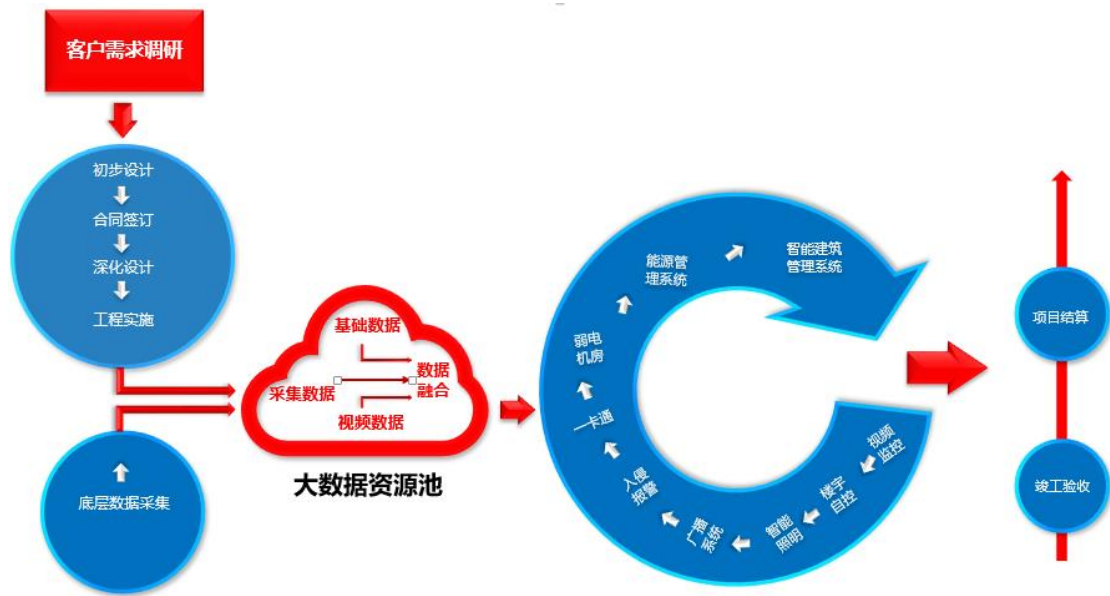 客户需求调研
初步设计
合同签订
深化设计
工程实施
底层数据采集
基础数据
采集数据
数据
融合
视频数据
大数据资源池
视频
监控
楼宇
自控
智能
照明
广播
系统
入侵
报警
一卡通
弱电
机房
能源管
理系统
智能建筑
管理系统
项目结算
竣工验收